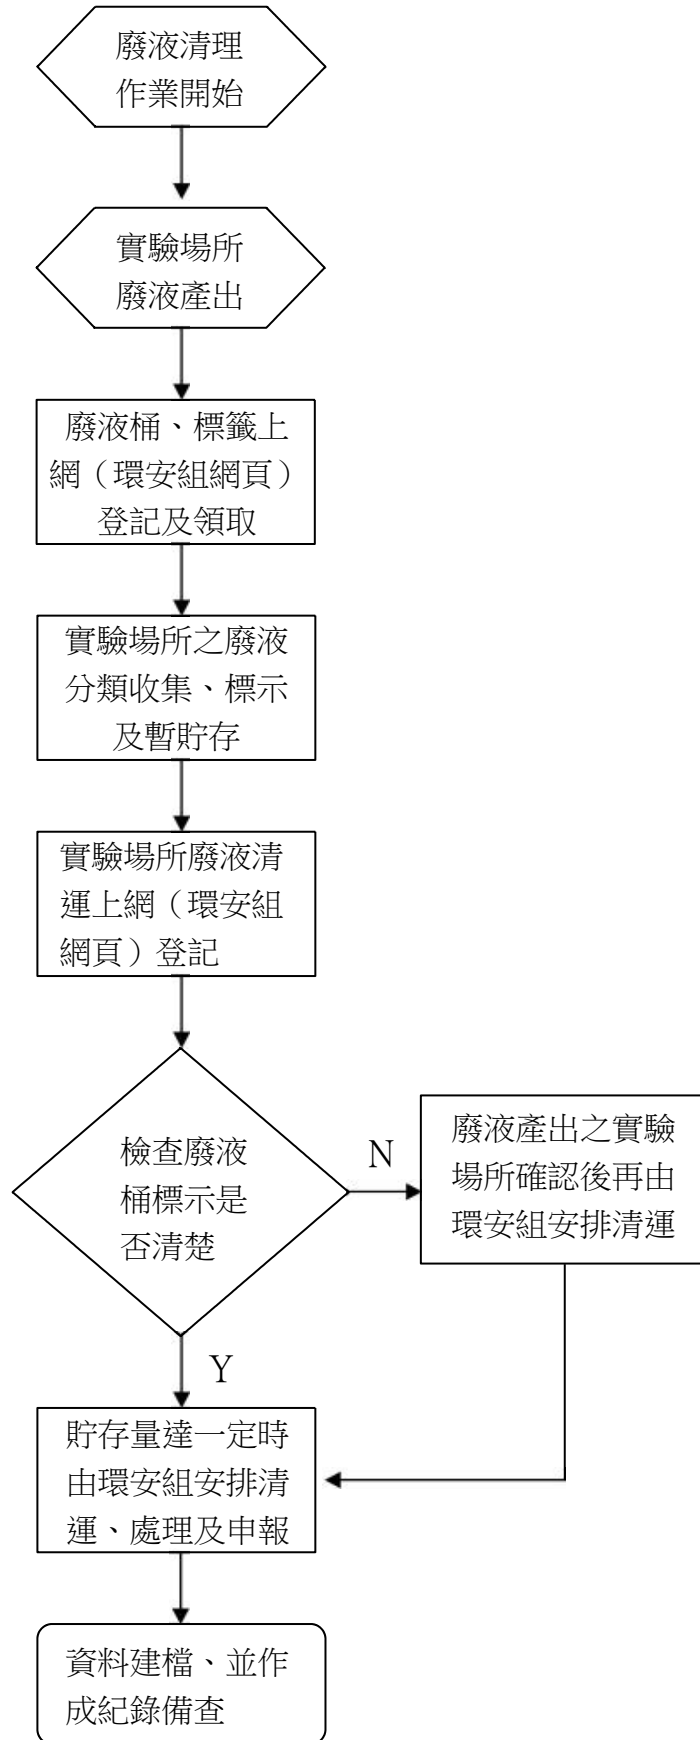 廢液清理
作業開始
實驗場所
廢液產出
廢液桶、標籤上
網（環安組網頁）
登記及領取
實驗場所之廢液
分類收集、標示
及暫貯存
實驗場所廢液清
運上網（環安組
網頁）登記
檢查廢液
桶標示是
否清楚
N
廢液產出之實驗
場所確認後再由
環安組安排清運
Y
貯存量達一定時
由環安組安排清
運、處理及申報
資料建檔、並作
成紀錄備查